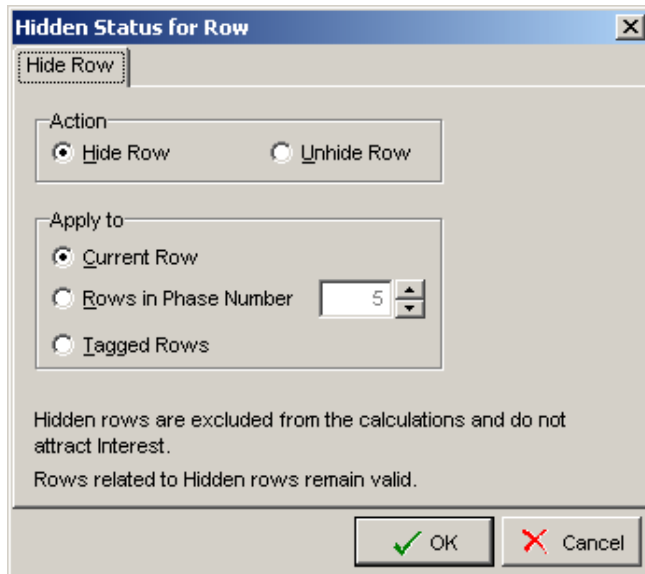 Hidden Status for Row
Hide Row
Action
Hide Row Unhide Row
Apply to
Current Row
Rows in Phase Number 5
Tagged Rows
Hidden rows are excluded from the calculations and do not
attract Interest.
Rows related to Hidden rows remain valid.
OK Cancel